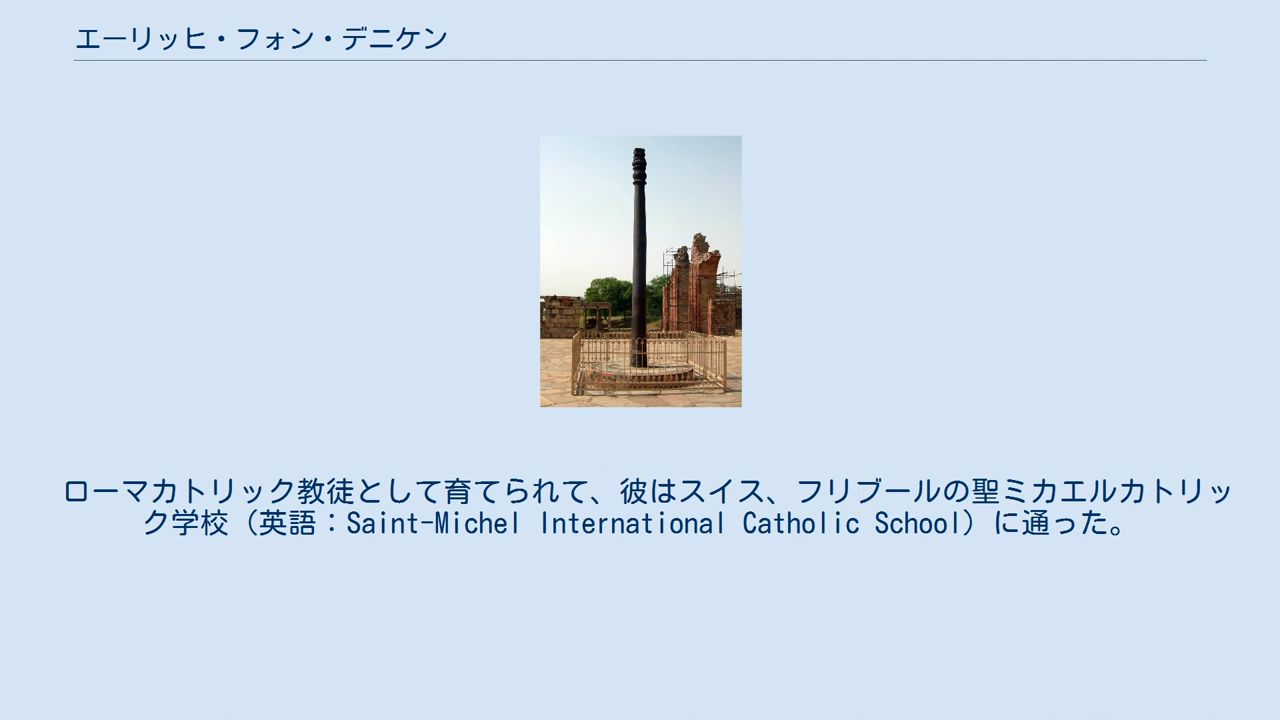 エーリッヒ・フォン・デニケン
ローマカトリック教徒として育てられて、彼はスイス、フリブールの聖ミカエルカトリッ
ク学校（英語：Saint-Michel International Catholic School）に通った。